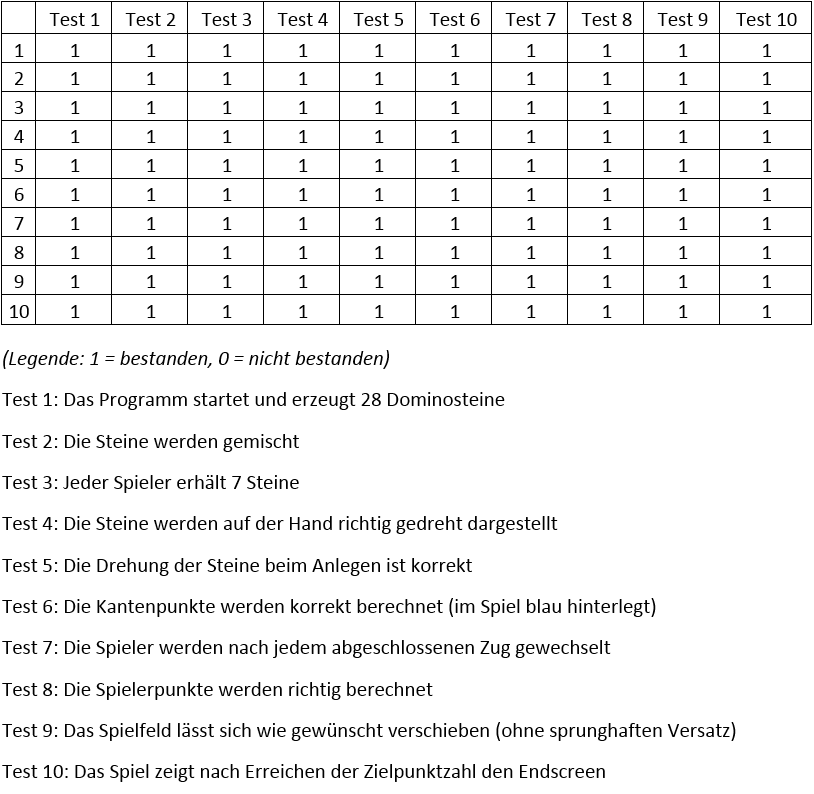 Test 1 Test 2 Test 3 Test 4 Test 5 Test 6 Test 7 Test 8 Test 9 Test 10
1 1 1 1 1 1 1 1 1 1 1
2 1 1 1 1 1 1 1 1 1 1
3 1 1 1 1 1 1 1 1 1 1
4 1 1 1 1 1 1 1 1 1 1
5 1 1 1 1 1 1 1 1 1 1
6 1 1 1 1 1 1 1 1 1 1
7 1 1 1 1 1 1 1 1 1 1
8 1 1 1 1 1 1 1 1 1 1
9 1 1 1 1 1 1 1 1 1 1
10 1 1 1 1 1 1 1 1 1 1
(Legende: 1 = bestanden, 0 = nicht bestanden)
Test 1: Das Programm startet und erzeugt 28 Dominosteine
Test 2: Die Steine werden gemischt
Test 3: Jeder Spieler erhält 7 Steine
Test 4: Die Steine werden auf der Hand richtig gedreht dargestellt
Test 5: Die Drehung der Steine beim Anlegen ist korrekt
Test 6: Die Kantenpunkte werden korrekt berechnet (im Spiel blau hinterlegt)
Test 7: Die Spieler werden nach jedem abgeschlossenen Zug gewechselt
Test 8: Die Spielerpunkte werden richtig berechnet
Test 9: Das Spielfeld lässt sich wie gewünscht verschieben (ohne sprunghaften Versatz)
Test 10: Das Spiel zeigt nach Erreichen der Zielpunktzahl den Endscreen